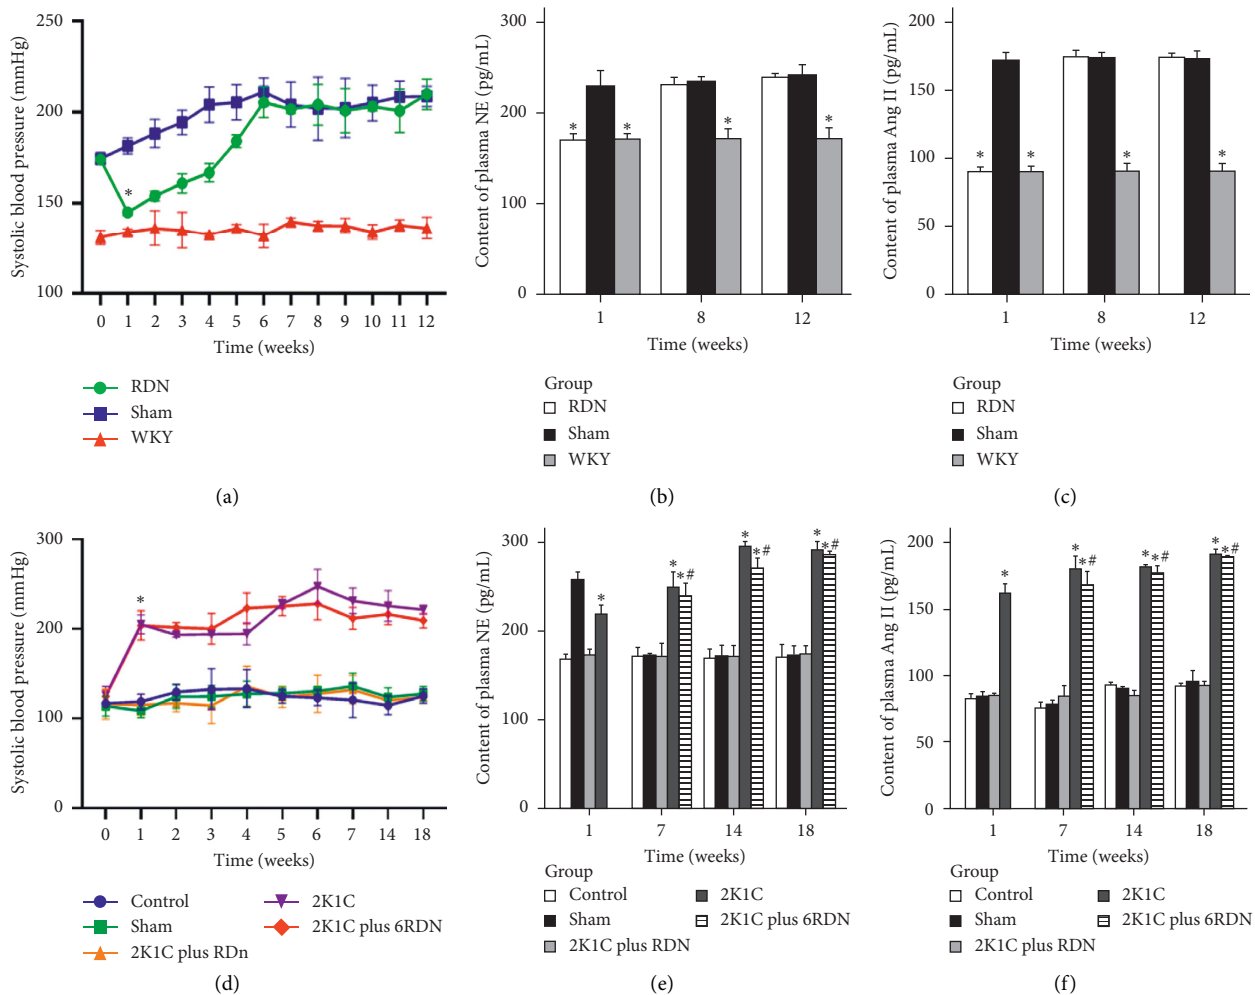 250
200
150
100
Systolic blood pressure (mmHg)
*
0 1 2 3 4 5 6 7 8 9 10 11 12
Time (weeks)
RDN
Sham
WKY
(a)
300
200
100
0
Content of plasma NE (pg/mL)
* * * *
1 8 12
Time (weeks)
Group
RDN
Sham
WKY
(b)
200
150
100
50
0
Content of plasma Ang II (pg/mL)
* * * *
1 8 12
Time (weeks)
Group
RDN
Sham
WKY
(c)
300
200
100
0
Systolic blood pressure (mmHg)
*
0 1 2 3 4 5 6 7 14 18
Time (weeks)
Control
Sham
2K1C plus RDn
2K1C
2K1C plus 6RDN
(d)
300
200
100
0
Content of plasma NE (pg/mL)
* * *# * *# * *#
1 7 14 18
Time (weeks)
Group
Control
Sham
2K1C plus RDN
2K1C
2K1C plus 6RDN
(e)
200
150
100
50
0
Content of plasma Ang II (pg/mL)
* * *# * *# * *#
1 7 14 18
Time (weeks)
Group
Control
Sham
2K1C plus RDN
2K1C
2K1C plus 6RDN
(f)